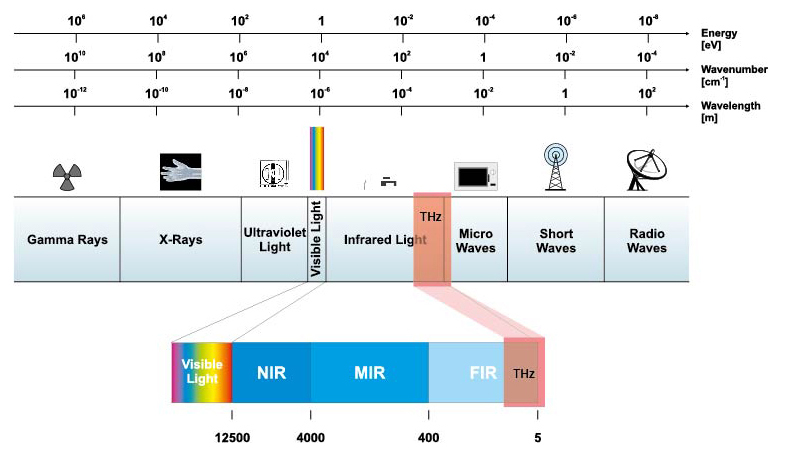 10⁶ 10⁴ 10² 1 10⁻² 10⁻⁴ 10⁻⁶ 10⁻⁸
Energy
[eV]
10¹⁰ 10⁸ 10⁶ 10⁴ 10² 1 10⁻² 10⁻⁴
Wavenumber
[cm⁻¹]
10⁻¹² 10⁻¹⁰ 10⁻⁸ 10⁻⁶ 10⁻⁴ 10⁻² 1 10²
Wavelength
[m]
Gamma Rays
X-Rays
Ultraviolet
Light
Visible Light
Infrared Light
THz
Micro
Waves
Short
Waves
Radio
Waves
Visible
Light
NIR
MIR
FIR
THz
12500 4000 400 5